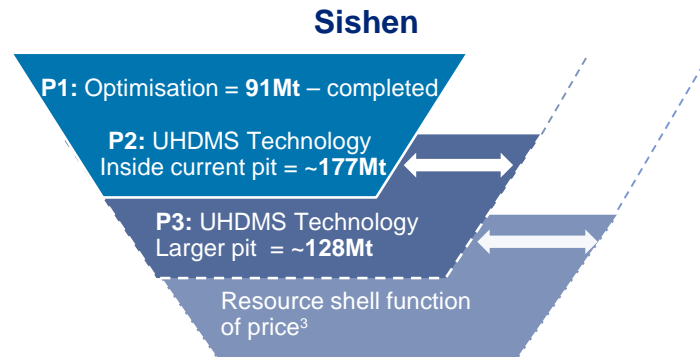 Sishen
P1: Optimisation = 91Mt – completed
P2: UHDMS Technology
Inside current pit = ~177Mt
P3: UHDMS Technology
Larger pit = ~128Mt
Resource shell function
of price³